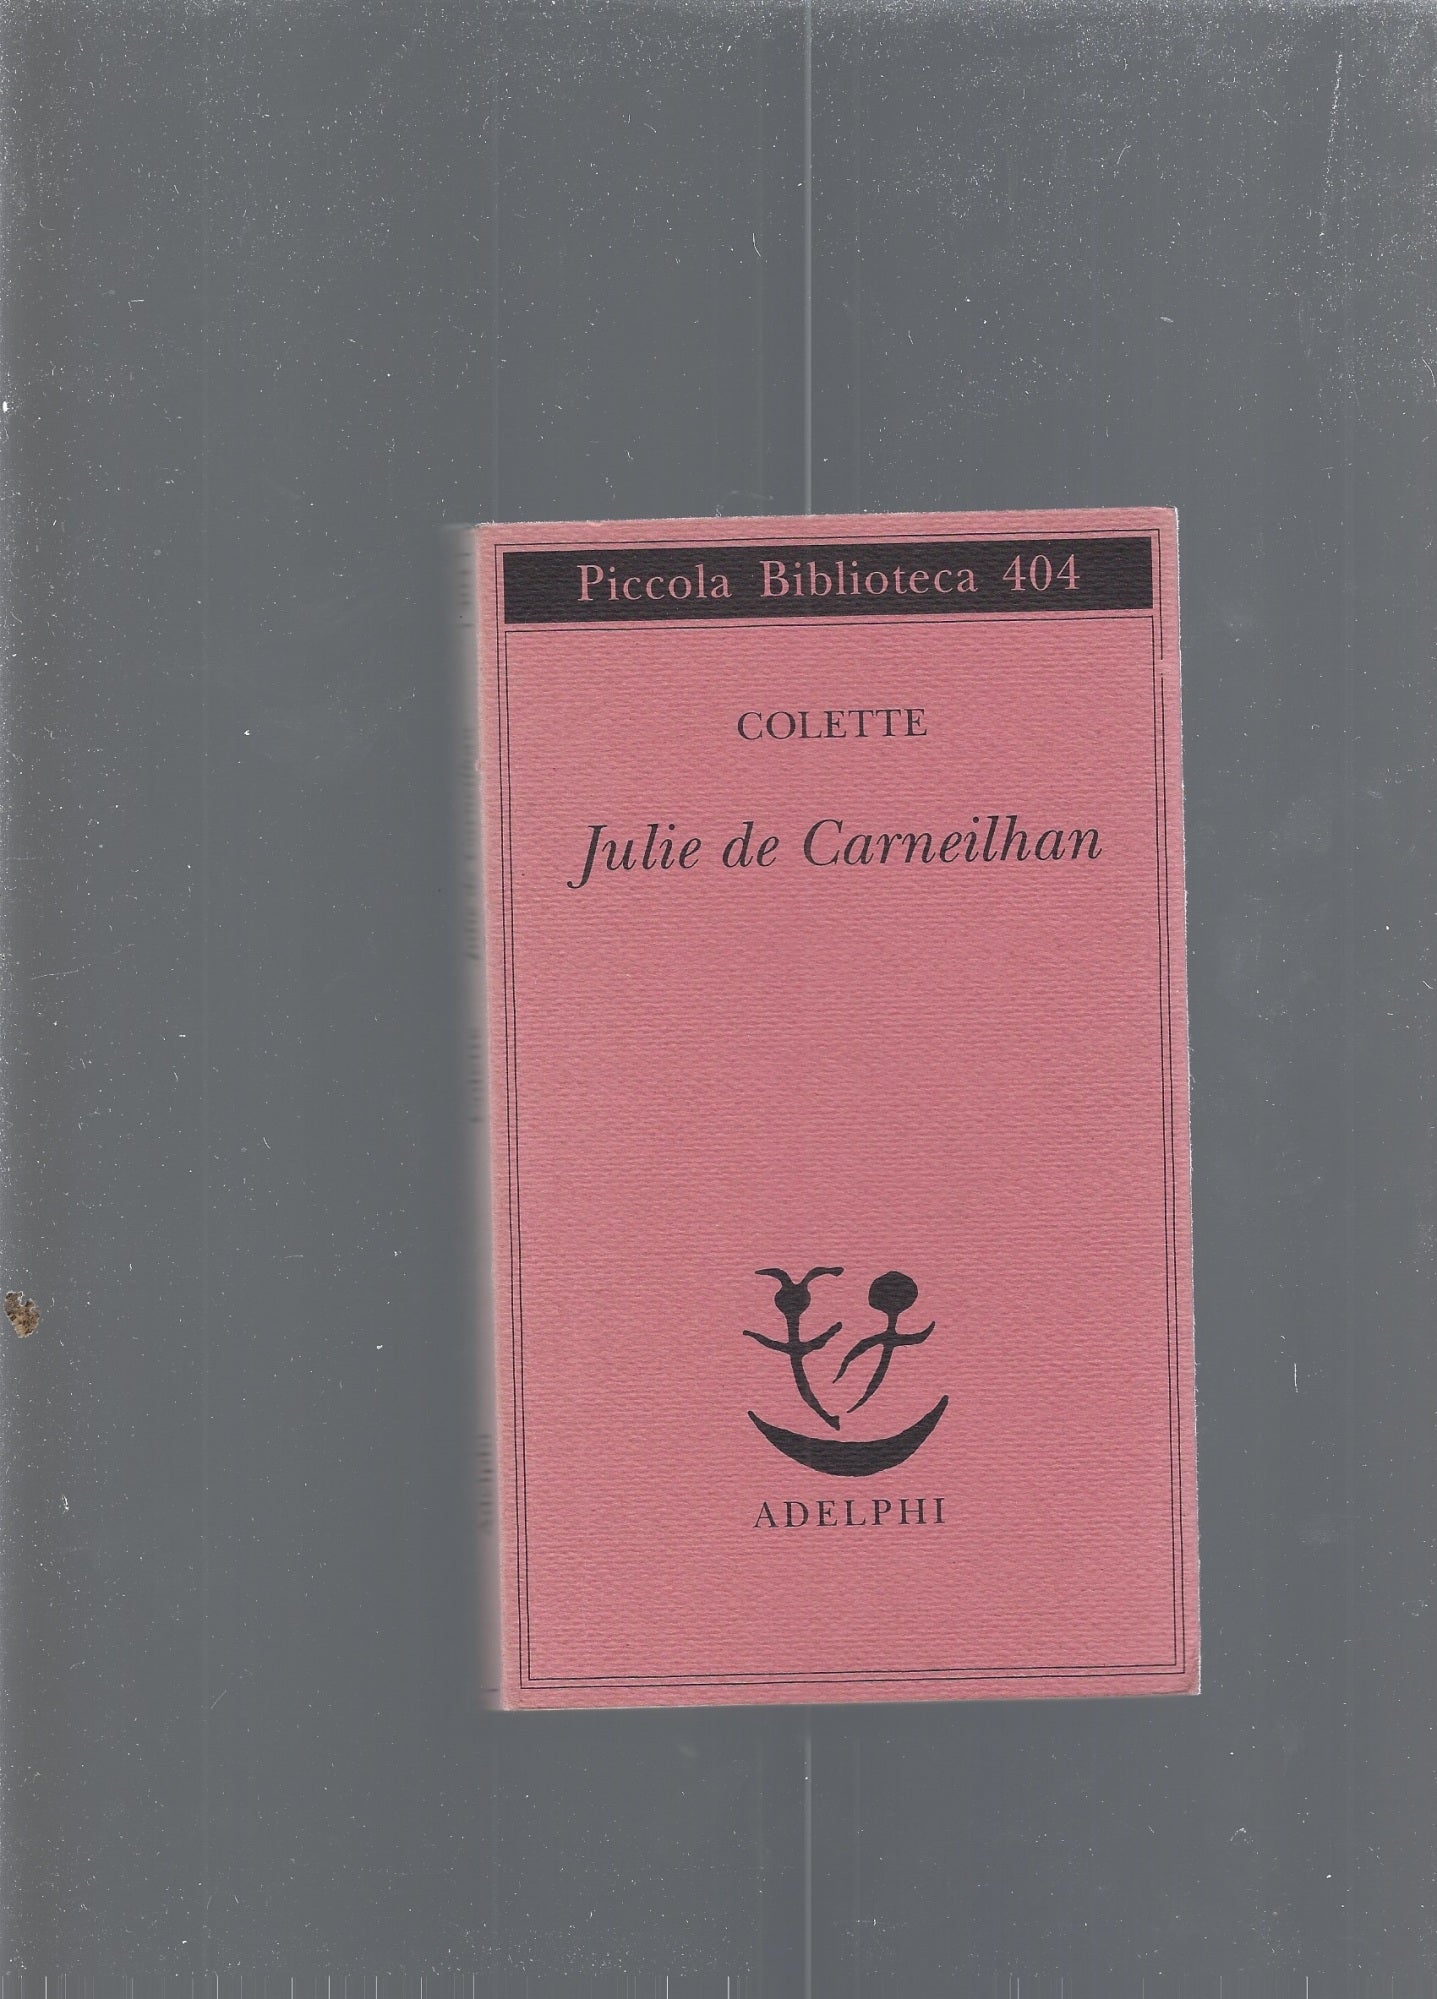 Piccola Biblioteca 404
COLETTE
Julie de Carneilhan
ADELPHI